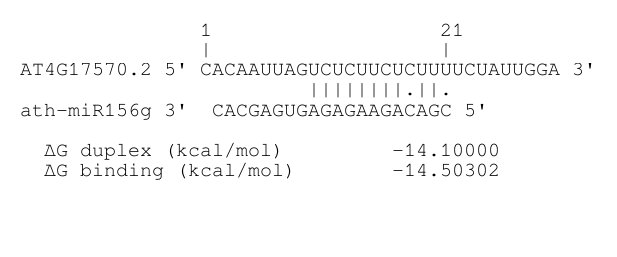 1                   21
|                   |
AT4G17570.2 5' CACAAUUAGUCUCUUCUCUUUUCUAUUGGA 3'
||||||||.||.
ath-miR156g 3'  CACGAGUGAGAGAAGACAGC 5'
ΔG duplex (kcal/mol)         -14.10000
ΔG binding (kcal/mol)        -14.50302